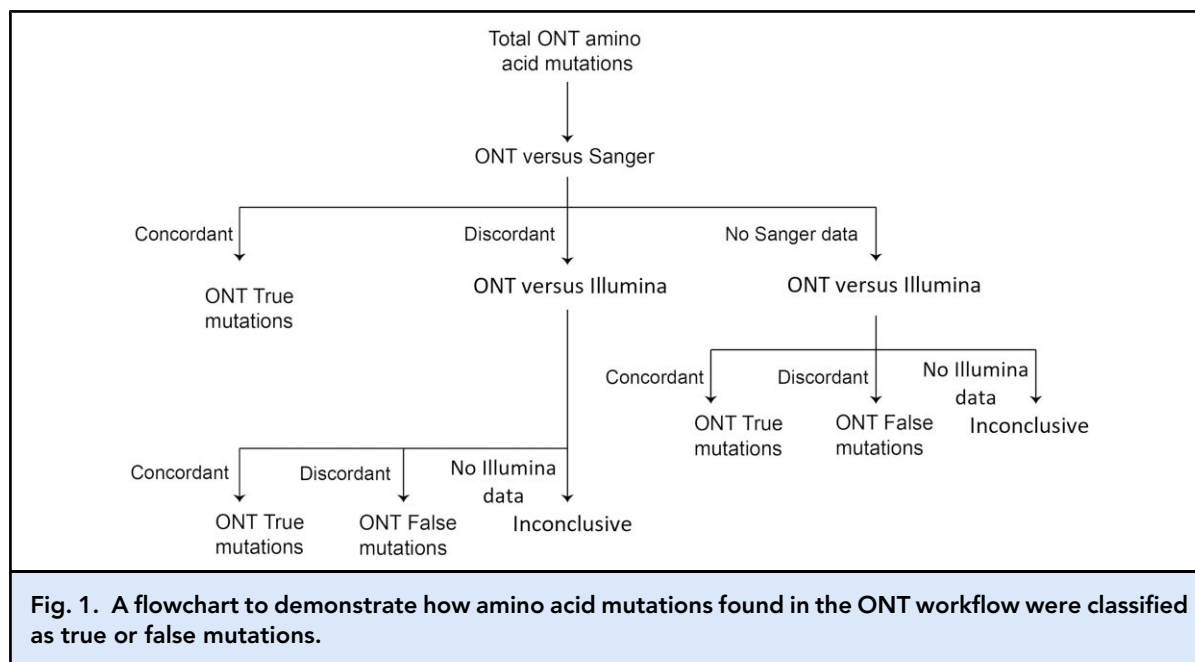 Total ONT amino
acid mutations
ONT versus Sanger
Concordant
Discordant
No Sanger data
ONT True
mutations
ONT versus Illumina
ONT versus Illumina
Concordant
Discordant
No Illumina
data
ONT True
mutations
ONT False
mutations
Inconclusive
Concordant
Discordant
No Illumina
data
ONT True
mutations
ONT False
mutations
Inconclusive
Fig. 1. A flowchart to demonstrate how amino acid mutations found in the ONT workflow were classified
as true or false mutations.